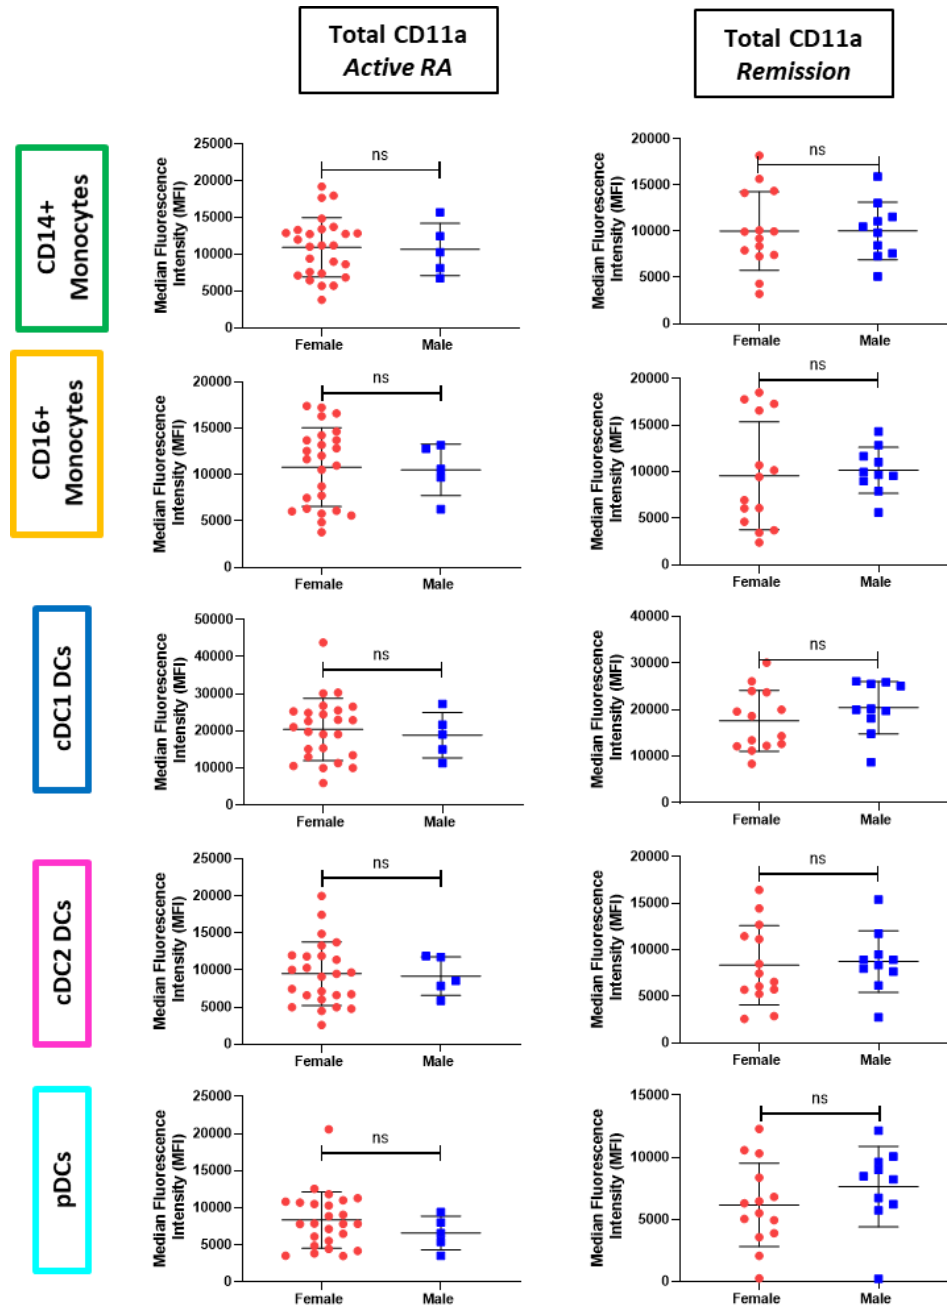 Total CD11a
Active RA
Total CD11a
Remission
CD14+
Monocytes
Median Fluorescence
Intensity (MFI)
25000
20000
15000
10000
5000
0
ns
Female
Male
Median Fluorescence
Intensity (MFI)
20000
15000
10000
5000
0
ns
Female
Male
CD16+
Monocytes
Median Fluorescence
Intensity (MFI)
20000
15000
10000
5000
0
ns
Female
Male
Median Fluorescence
Intensity (MFI)
20000
15000
10000
5000
0
ns
Female
Male
cDC1 DCs
Median Fluorescence
Intensity (MFI)
50000
40000
30000
20000
10000
0
ns
Female
Male
Median Fluorescence
Intensity (MFI)
40000
30000
20000
10000
0
ns
Female
Male
cDC2 DCs
Median Fluorescence
Intensity (MFI)
25000
20000
15000
10000
5000
0
ns
Female
Male
Median Fluorescence
Intensity (MFI)
20000
15000
10000
5000
0
ns
Female
Male
pDCs
Median Fluorescence
Intensity (MFI)
25000
20000
15000
10000
5000
0
ns
Female
Male
Median Fluorescence
Intensity (MFI)
15000
10000
5000
0
ns
Female
Male